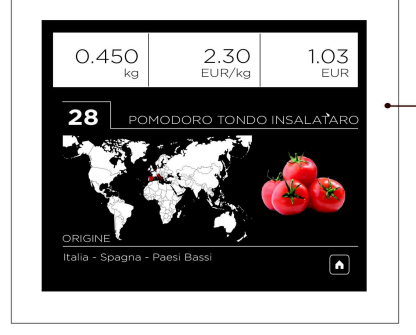 0.450 2.30 1.03
kg EUR/kg EUR
28 POMODORO TONDO INSALATARO
ORIGINE
Italia - Spagna - Paesi Bassi